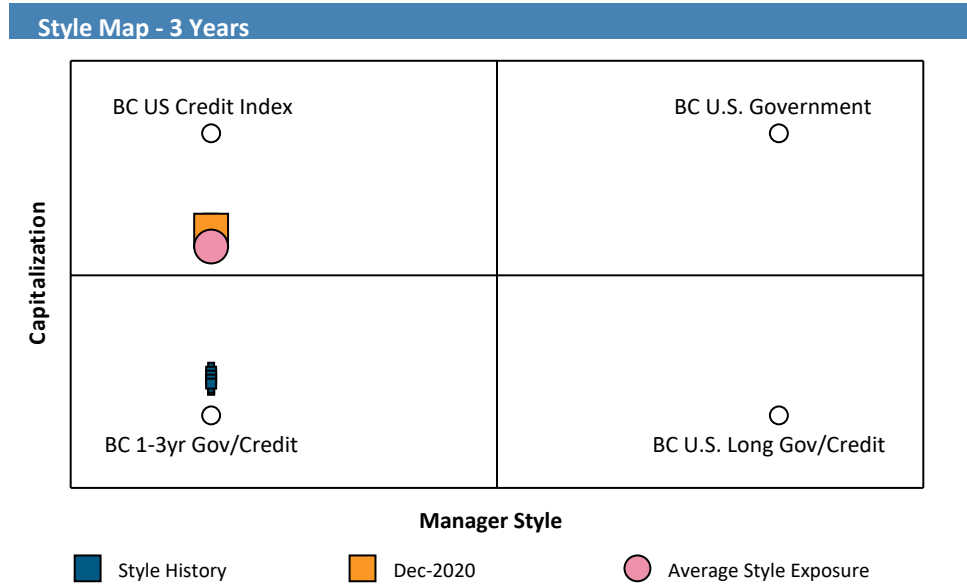 Style Map - 3 Years
BC US Credit Index
BC U.S. Government
Capitalization
BC 1-3yr Gov/Credit
BC U.S. Long Gov/Credit
Manager Style
Style History
Dec-2020
Average Style Exposure